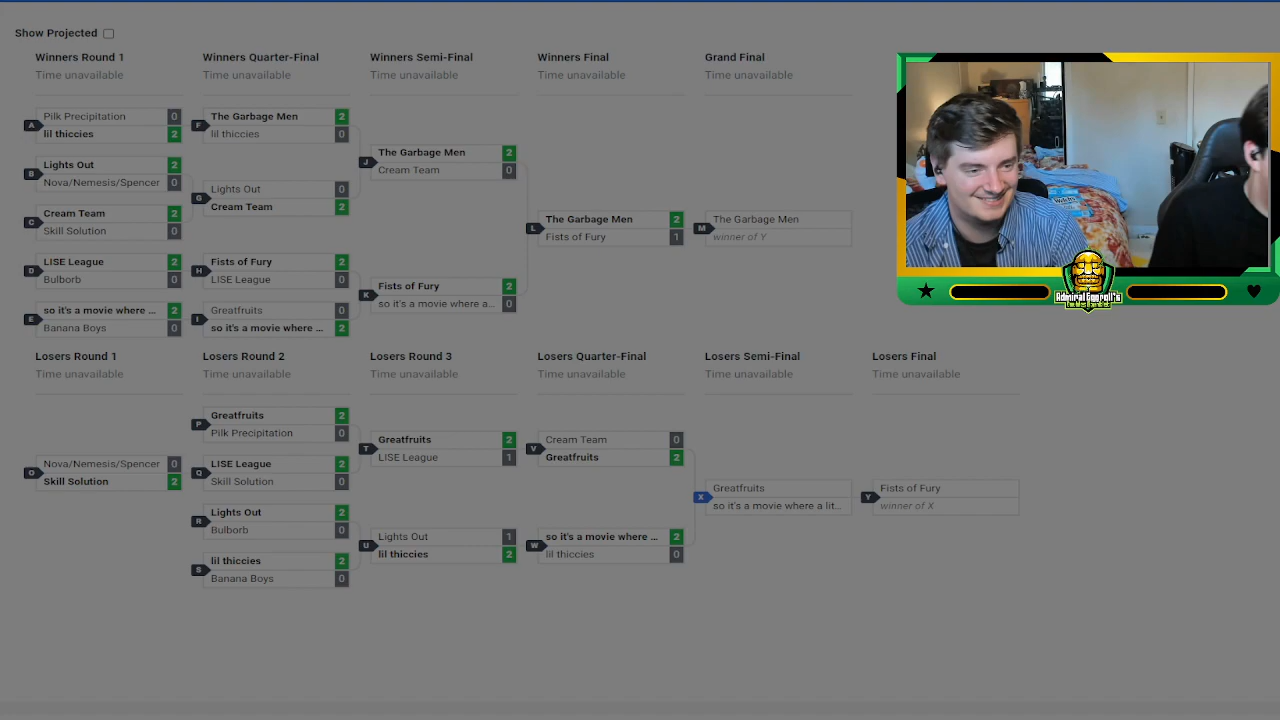 Show Projected
Winners Round 1
Time unavailable
Winners Quarter-Final
Time unavailable
Winners Semi-Final
Time unavailable
Winners Final
Time unavailable
Grand Final
Time unavailable
A
Pilk Precipitation 0
lil thiccies 2
B
Lights Out 2
Nova/Nemesis/Spencer 0
C
Cream Team 2
Skill Solution 0
D
LISE League 2
Bulborb 0
E
so it's a movie where ... 2
Banana Boys 0
F
The Garbage Men 2
lil thiccies 0
G
Lights Out 0
Cream Team 2
H
Fists of Fury 2
LISE League 0
I
Greatfruits 0
so it's a movie where ... 2
J
The Garbage Men 2
Cream Team 0
K
Fists of Fury 2
so it's a movie where a... 0
L
The Garbage Men 2
Fists of Fury 1
M
The Garbage Men
winner of Y
Losers Round 1
Time unavailable
Losers Round 2
Time unavailable
Losers Round 3
Time unavailable
Losers Quarter-Final
Time unavailable
Losers Semi-Final
Time unavailable
Losers Final
Time unavailable
O
Nova/Nemesis/Spencer 0
Skill Solution 2
P
Greatfruits 2
Pilk Precipitation 0
Q
LISE League 2
Skill Solution 0
R
Lights Out 2
Bulborb 0
S
lil thiccies 2
Banana Boys 0
T
Greatfruits 2
LISE League 1
U
Lights Out 1
lil thiccies 2
V
Cream Team 0
Greatfruits 2
W
so it's a movie where ... 2
lil thiccies 0
X
Greatfruits
so it's a movie where a lit...
Y
Fists of Fury
winner of X
Admiral Eggroll's